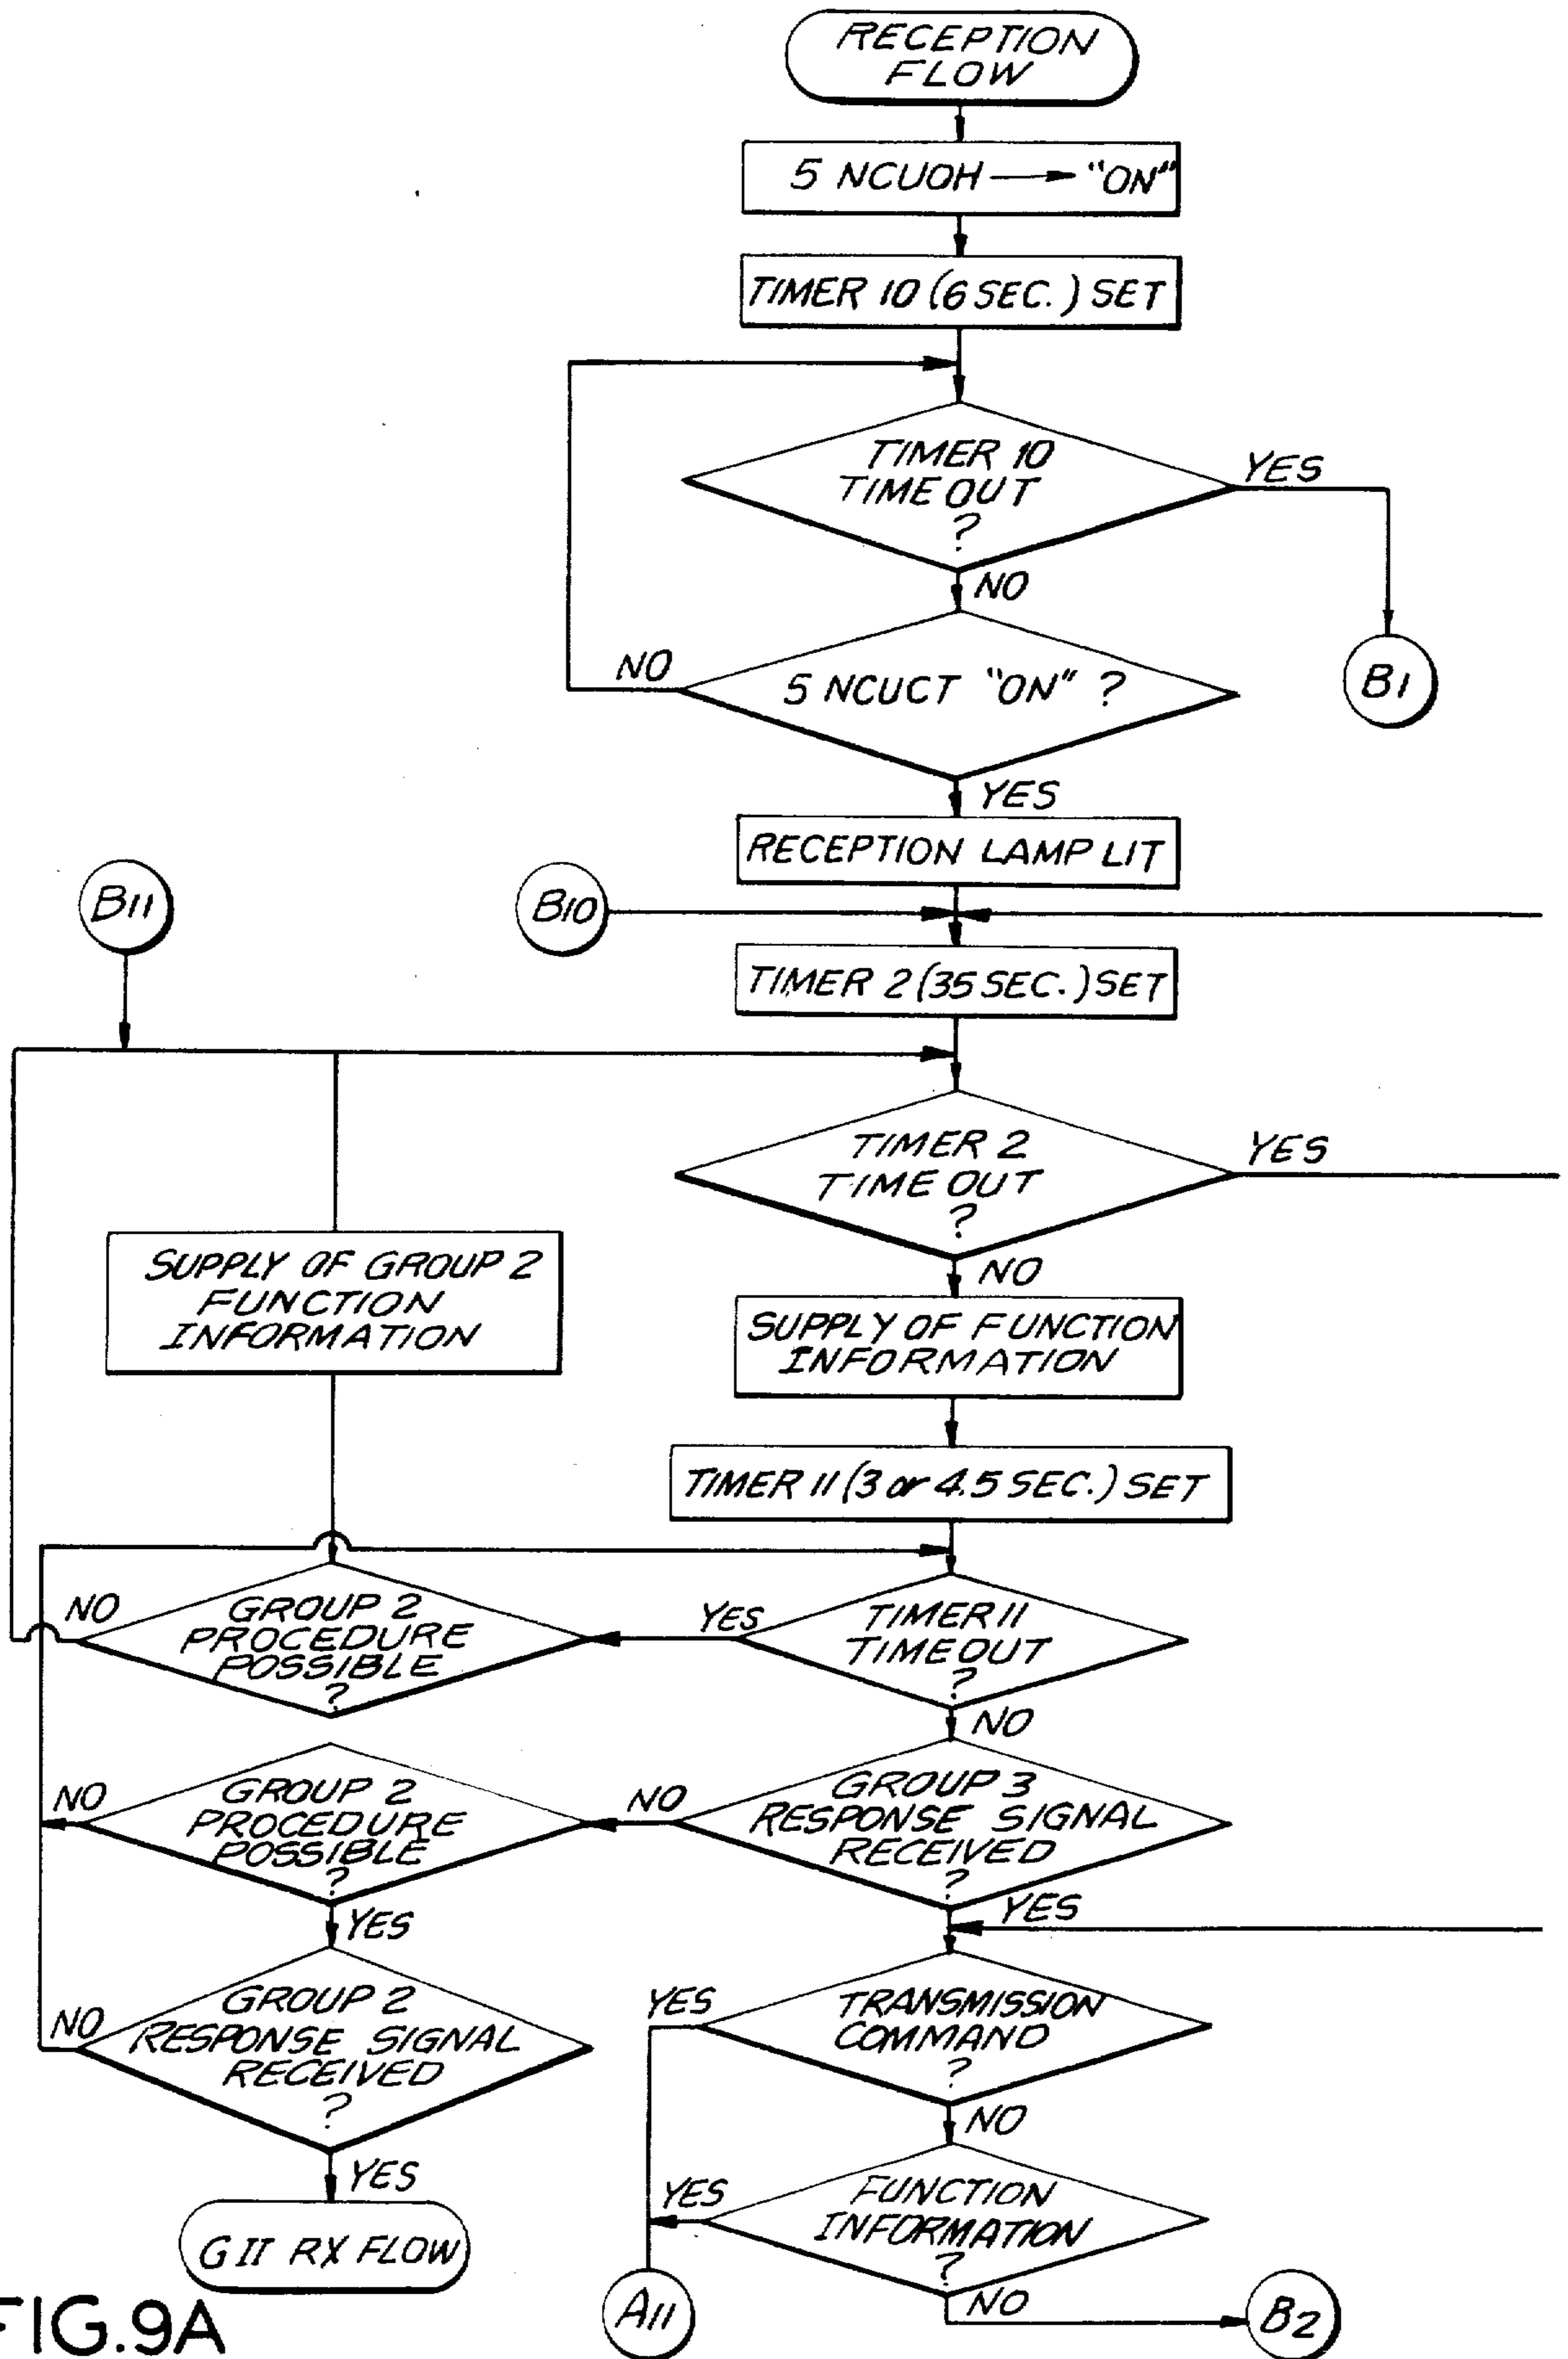 RECEPTION
FLOW
5 NCUOH → "ON"
TIMER 10 (6 SEC.) SET
TIMER 10
TIME OUT
?
YES
NO
B1
5 NCUCT "ON" ?
NO
YES
RECEPTION LAMP LIT
B11
B10
TIMER 2 (35 SEC.) SET
TIMER 2
TIME OUT
?
YES
NO
SUPPLY OF GROUP 2
FUNCTION
INFORMATION
SUPPLY OF FUNCTION
INFORMATION
TIMER 11 (3 or 4.5 SEC.) SET
NO
GROUP 2
PROCEDURE
POSSIBLE
?
YES
TIMER 11
TIMEOUT
?
NO
NO
GROUP 2
PROCEDURE
POSSIBLE
?
NO
GROUP 3
RESPONSE SIGNAL
RECEIVED
?
YES
YES
NO
GROUP 2
RESPONSE SIGNAL
RECEIVED
?
YES
TRANSMISSION
COMMAND
?
NO
YES
G II RX FLOW
YES
FUNCTION
INFORMATION
?
NO
A11
B2
FIG.9A